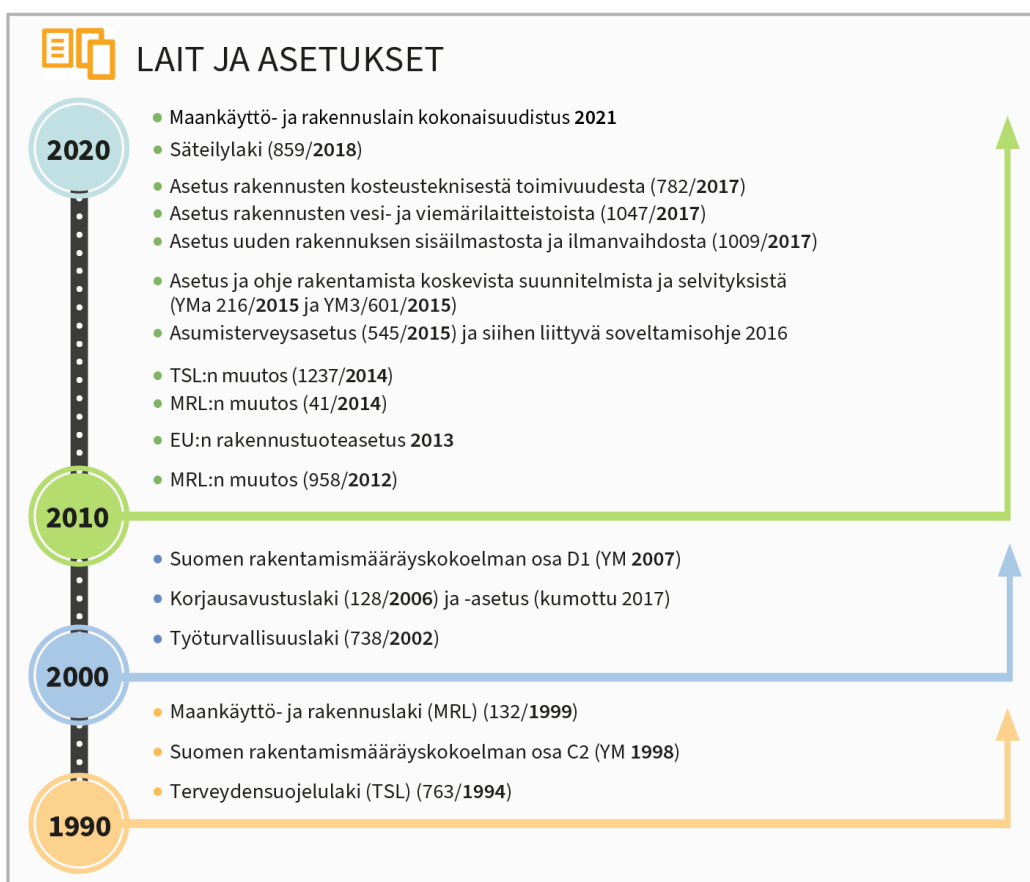 LAIT JA ASETUKSET
2020
Maankäyttö- ja rakennuslain kokonaisuudistus 2021
Säteilylaki (859/2018)
Asetus rakennusten kosteusteknisestä toimivuudesta (782/2017)
Asetus rakennusten vesi- ja viemärilaitteistoista (1047/2017)
Asetus uuden rakennuksen sisäilmastosta ja ilmanvaihdosta (1009/2017)
Asetus ja ohje rakentamista koskevista suunnitelmista ja selvityksistä
(YMa 216/2015 ja YM3/601/2015)
Asumisterveysasetus (545/2015) ja siihen liittyvä soveltamisohje 2016
TSL:n muutos (1237/2014)
MRL:n muutos (41/2014)
EU:n rakennustuoteasetus 2013
MRL:n muutos (958/2012)
2010
Suomen rakentamismääräyskokoelman osa D1 (YM 2007)
Korjausavustuslaki (128/2006) ja -asetus (kumottu 2017)
Työturvallisuuslaki (738/2002)
2000
Maankäyttö- ja rakennuslaki (MRL) (132/1999)
Suomen rakentamismääräyskokoelman osa C2 (YM 1998)
Terveydensuojelulaki (TSL) (763/1994)
1990